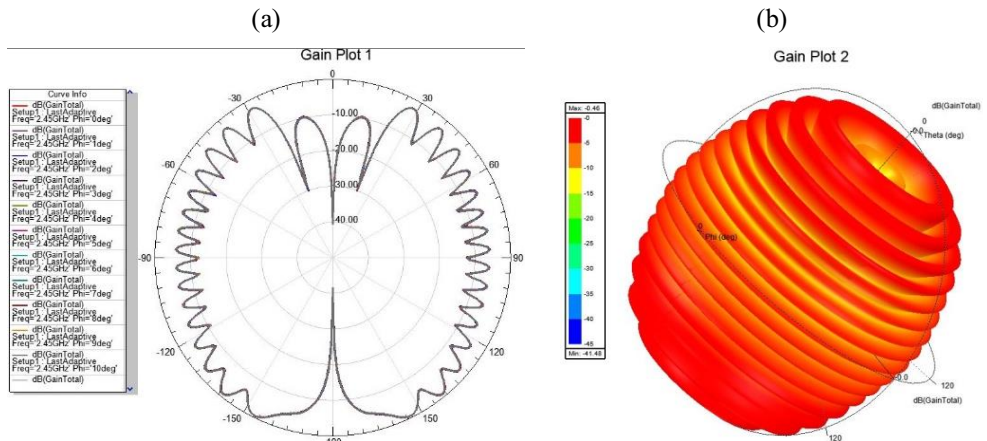 (a)
(b)
Gain Plot 1
Curve Info
dB(GainTotal)
Setup1 : LastAdaptive
Freq='2.45GHz' Phi='0deg'
dB(GainTotal)
Setup1 : LastAdaptive
Freq='2.45GHz' Phi='1deg'
dB(GainTotal)
Setup1 : LastAdaptive
Freq='2.45GHz' Phi='2deg'
dB(GainTotal)
Setup1 : LastAdaptive
Freq='2.45GHz' Phi='3deg'
dB(GainTotal)
Setup1 : LastAdaptive
Freq='2.45GHz' Phi='4deg'
dB(GainTotal)
Setup1 : LastAdaptive
Freq='2.45GHz' Phi='5deg'
dB(GainTotal)
Setup1 : LastAdaptive
Freq='2.45GHz' Phi='6deg'
dB(GainTotal)
Setup1 : LastAdaptive
Freq='2.45GHz' Phi='7deg'
dB(GainTotal)
Setup1 : LastAdaptive
Freq='2.45GHz' Phi='8deg'
dB(GainTotal)
Setup1 : LastAdaptive
Freq='2.45GHz' Phi='9deg'
dB(GainTotal)
Setup1 : LastAdaptive
Freq='2.45GHz' Phi='10deg'
dB(GainTotal)
0
-30
30
-10.00
-60
-20.00
60
-30.00
-40.00
-90
90
-120
120
-150
150
Gain Plot 2
Max: -0.46
-0
-5
-10
-15
-20
-25
-30
-35
-40
-45
Min: -41.48
dB(GainTotal)
0
-0.0
Theta (deg)
Phi (deg)
-0.0
120
dB(GainTotal)
120